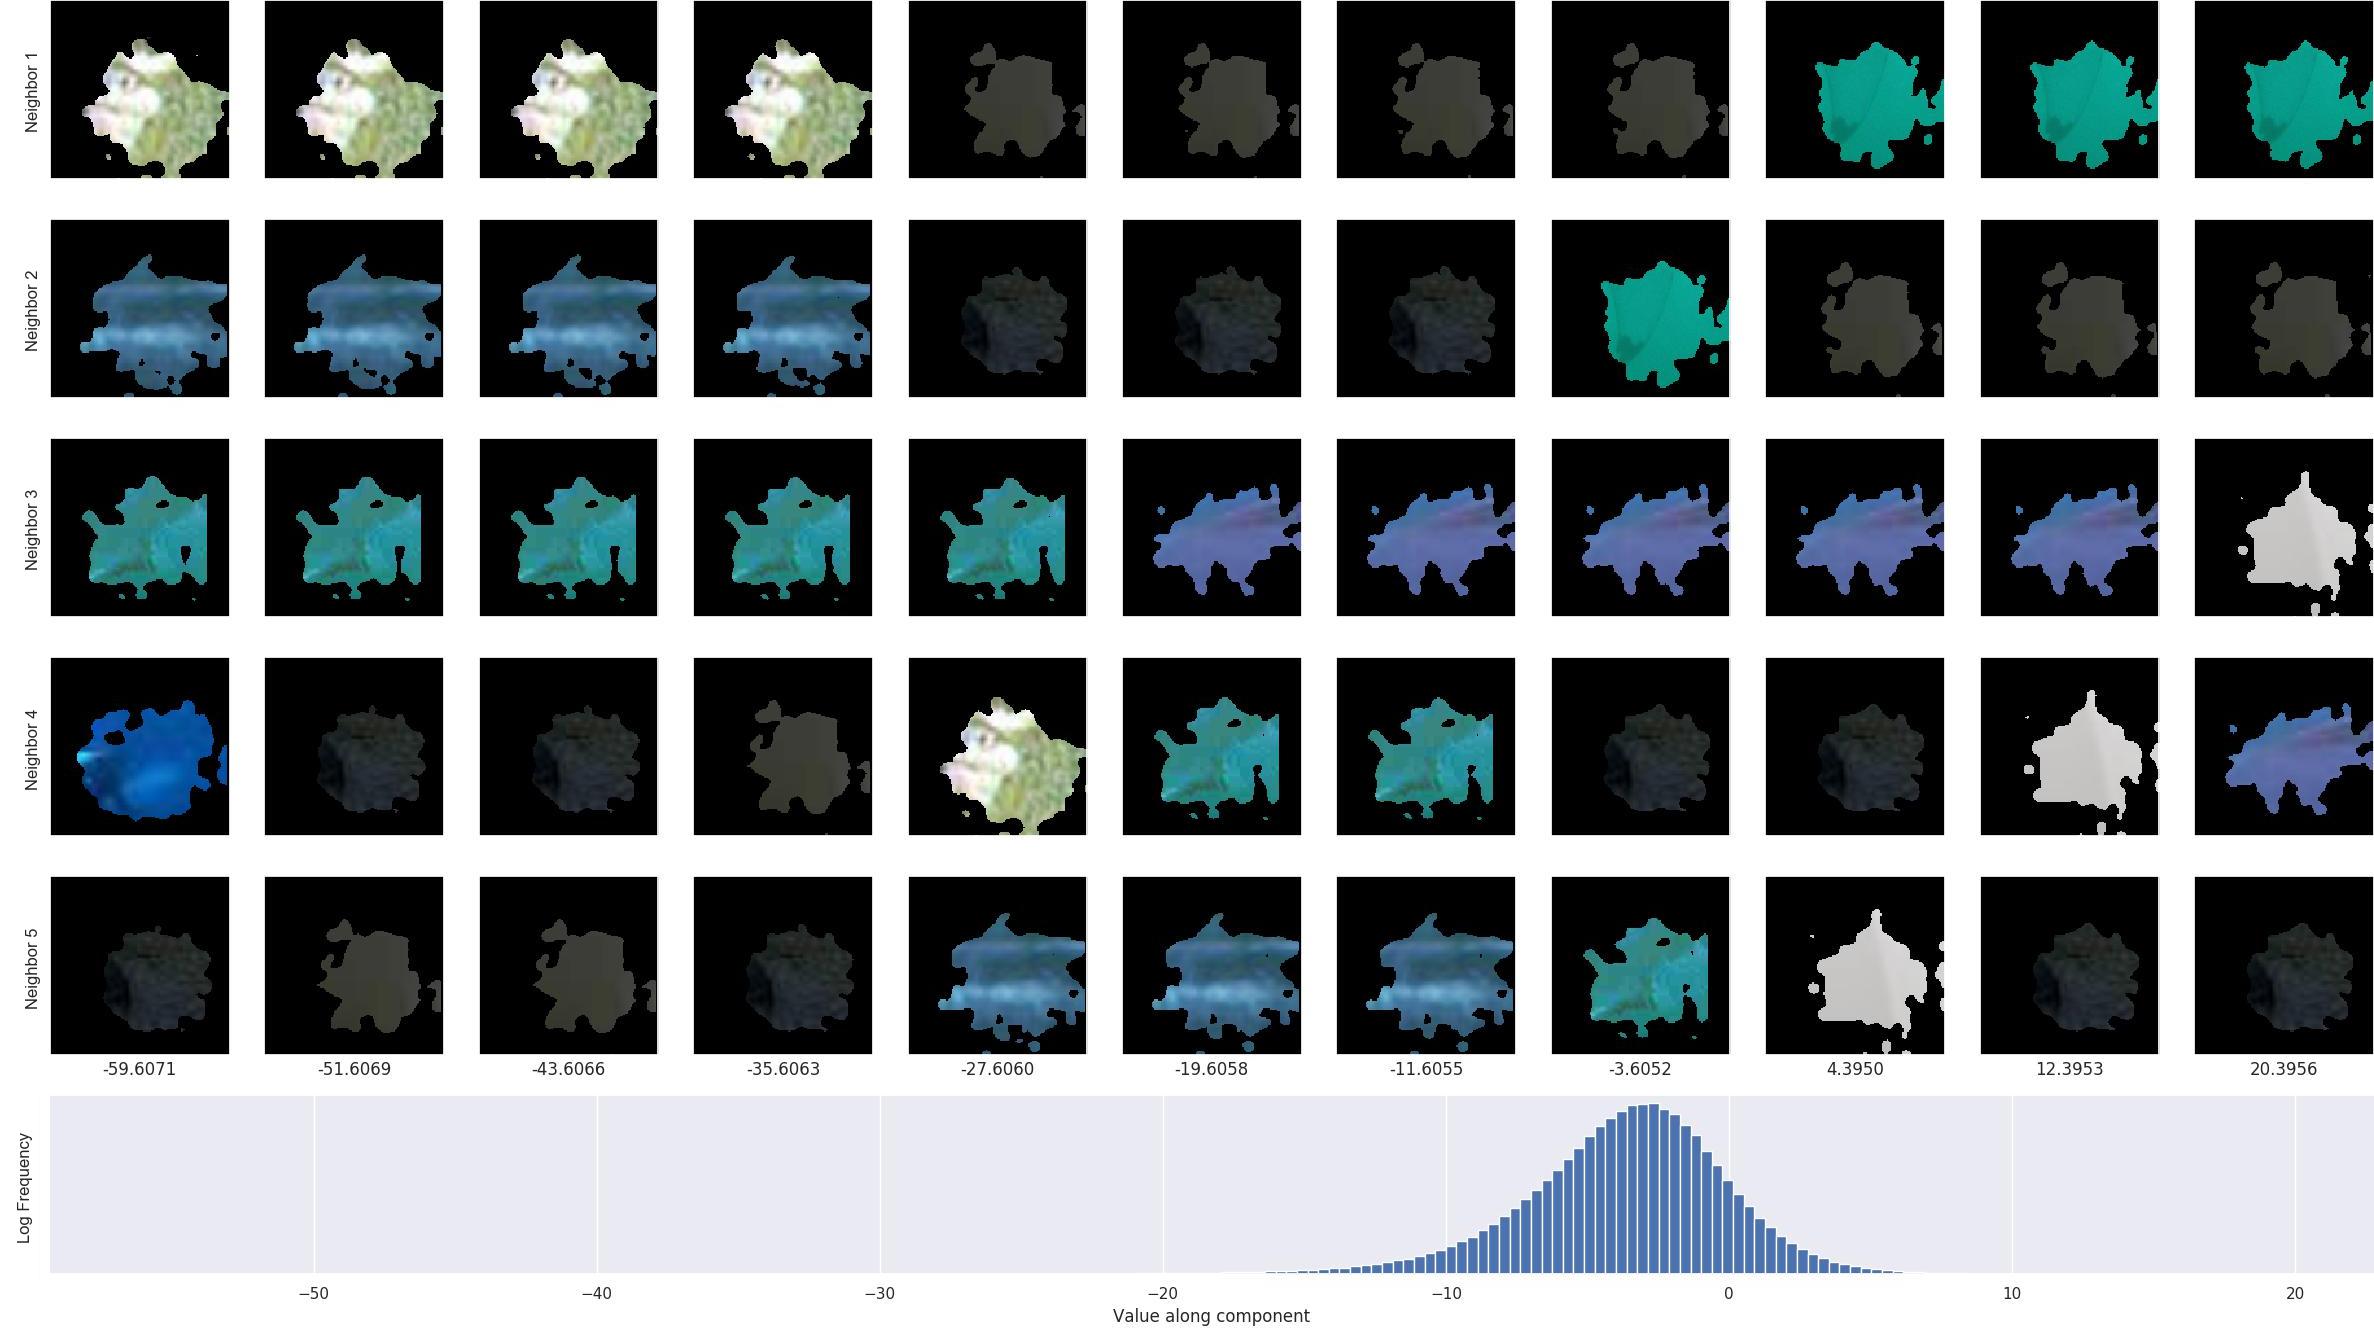 Neighbor 1
Neighbor 2
Neighbor 3
Neighbor 4
Neighbor 5
-59.6071 -51.6069 -43.6066 -35.6063 -27.6060 -19.6058 -11.6055 -3.6052 4.3950 12.3953 20.3956
Log Frequency
−50 −40 −30 −20 −10 0 10 20
Value along component